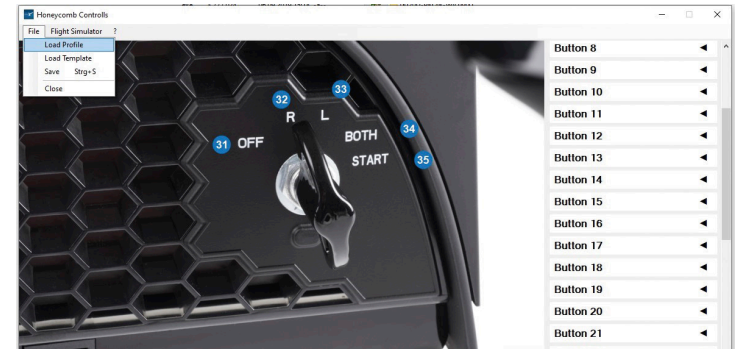 Honeycomb Controlls
File Flight Simulator ?
Load Profile
Load Template
Save Strg+S
Close
33
32
R L
34
31 OFF
BOTH
START 35
Button 8
Button 9
Button 10
Button 11
Button 12
Button 13
Button 14
Button 15
Button 16
Button 17
Button 18
Button 19
Button 20
Button 21